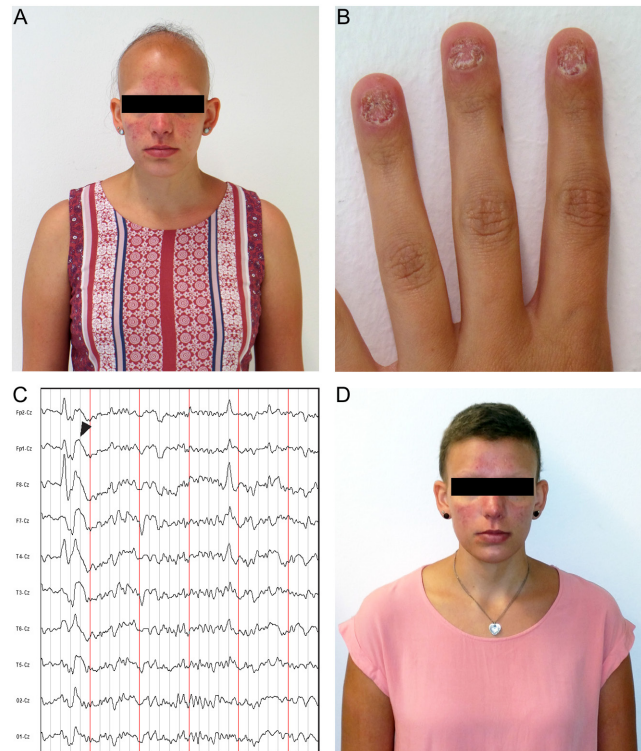 A
B
C
Fp2-Cz
Fp1-Cz
F8-Cz
F7-Cz
T4-Cz
T3-Cz
T6-Cz
T5-Cz
O2-Cz
O1-Cz
D